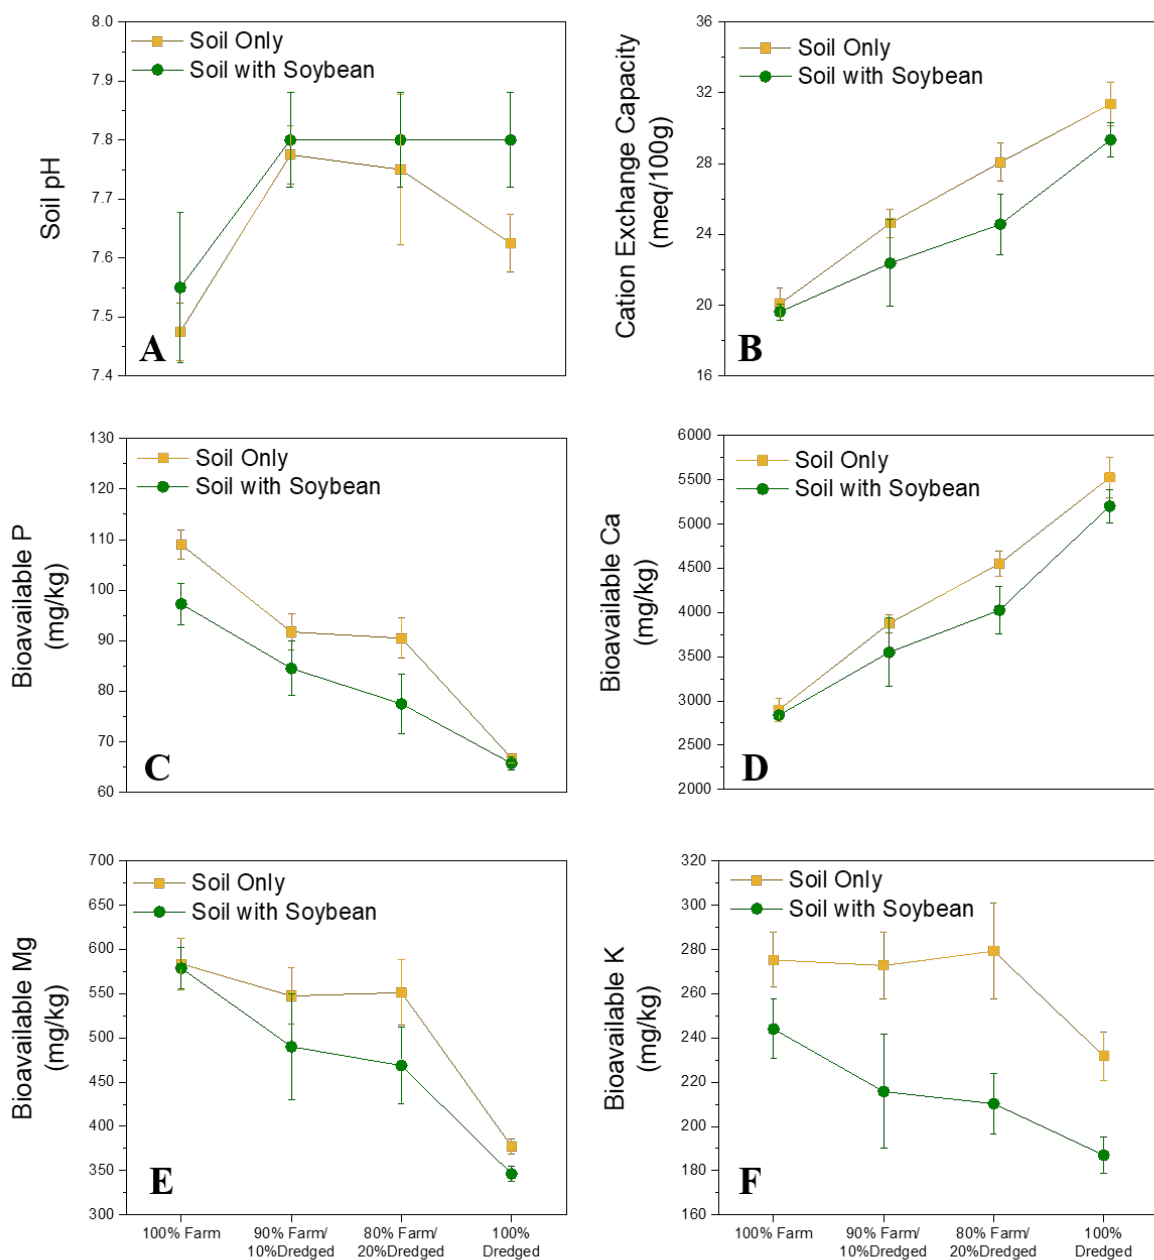 8.0
7.9
7.8
7.7
7.6
7.5
7.4
Soil pH
Soil Only
Soil with Soybean
A
36
32
28
24
20
16
Cation Exchange Capacity
(meq/100g)
Soil Only
Soil with Soybean
B
130
120
110
100
90
80
70
60
Bioavailable P
(mg/kg)
Soil Only
Soil with Soybean
C
6000
5500
5000
4500
4000
3500
3000
2500
2000
Bioavailable Ca
(mg/kg)
Soil Only
Soil with Soybean
D
700
650
600
550
500
450
400
350
300
Bioavailable Mg
(mg/kg)
Soil Only
Soil with Soybean
E
100% Farm
90% Farm/
10%Dredged
80% Farm/
20%Dredged
100%
Dredged
320
300
280
260
240
220
200
180
160
Bioavailable K
(mg/kg)
Soil Only
Soil with Soybean
F
100% Farm
90% Farm/
10%Dredged
80% Farm/
20%Dredged
100%
Dredged